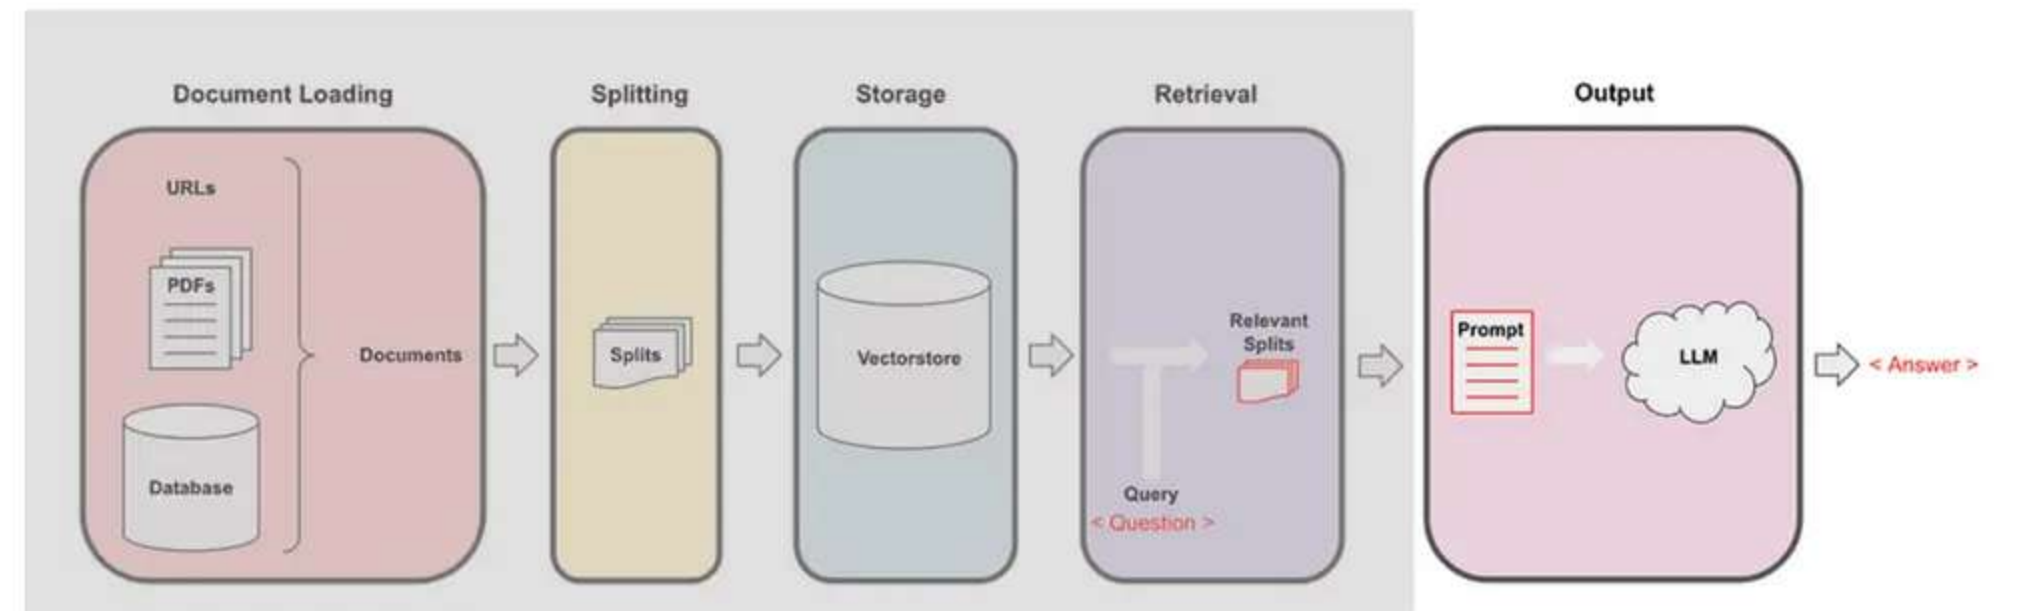 Document Loading
Splitting
Storage
Retrieval
Output
URLs
PDFs
Documents
Database
Splits
Vectorstore
Relevant
Splits
Query
< Question >
Prompt
LLM
< Answer >